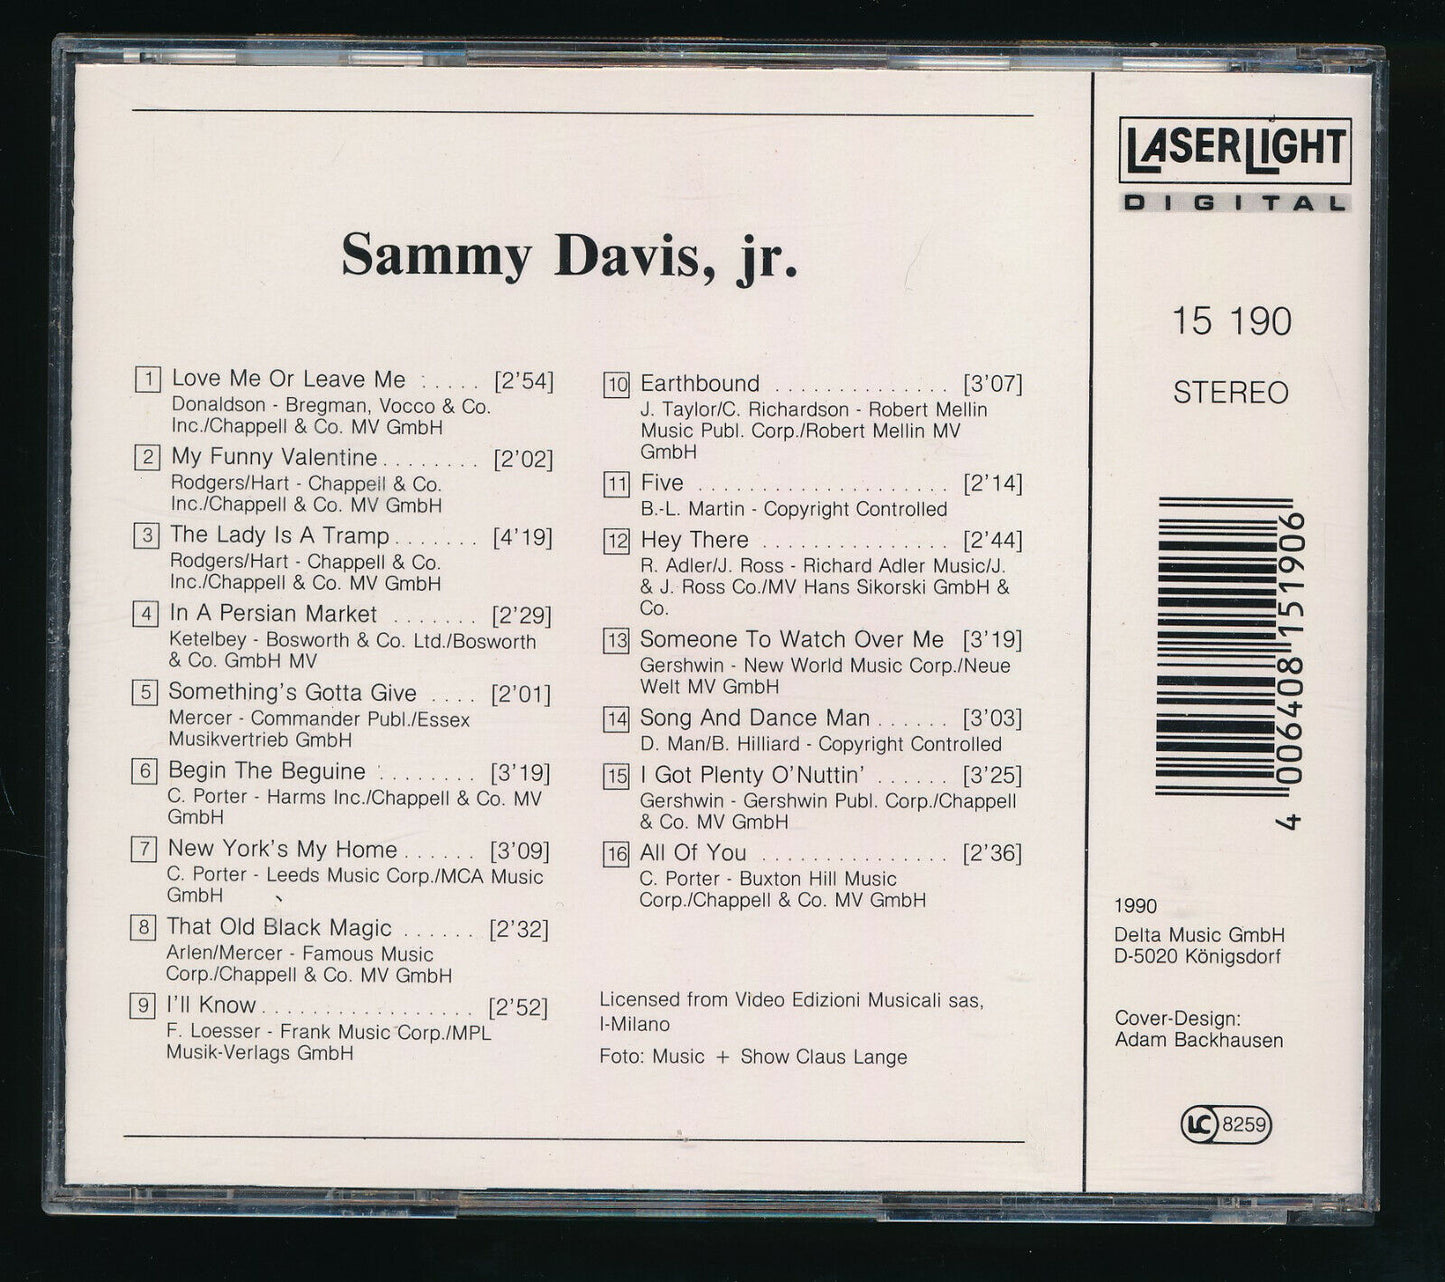 Sammy Davis, jr.
1 Love Me Or Leave Me ..... [2'54]
Donaldson - Bregman, Vocco & Co.
Inc./Chappell & Co. MV GmbH
2 My Funny Valentine........ [2'02]
Rodgers/Hart - Chappell & Co.
Inc./Chappell & Co. MV GmbH
3 The Lady Is A Tramp....... [4'19]
Rodgers/Hart - Chappell & Co.
Inc./Chappell & Co. MV GmbH
4 In A Persian Market ....... [2'29]
Ketelbey - Bosworth & Co. Ltd./Bosworth
& Co. GmbH MV
5 Something's Gotta Give .... [2'01]
Mercer - Commander Publ./Essex
Musikvertrieb GmbH
6 Begin The Beguine ........ [3'19]
C. Porter - Harms Inc./Chappell & Co. MV
GmbH
7 New York's My Home...... [3'09]
C. Porter - Leeds Music Corp./MCA Music
GmbH
8 That Old Black Magic ...... [2'32]
Arlen/Mercer - Famous Music
Corp./Chappell & Co. MV GmbH
9 I'll Know................. [2'52]
F. Loesser - Frank Music Corp./MPL
Musik-Verlags GmbH
10 Earthbound .............. [3'07]
J. Taylor/C. Richardson - Robert Mellin
Music Publ. Corp./Robert Mellin MV
GmbH
11 Five .................... [2'14]
B.-L. Martin - Copyright Controlled
12 Hey There ............... [2'44]
R. Adler/J. Ross - Richard Adler Music/J.
& J. Ross Co./MV Hans Sikorski GmbH &
Co.
13 Someone To Watch Over Me [3'19]
Gershwin - New World Music Corp./Neue
Welt MV GmbH
14 Song And Dance Man...... [3'03]
D. Man/B. Hilliard - Copyright Controlled
15 I Got Plenty O'Nuttin' ...... [3'25]
Gershwin - Gershwin Publ. Corp./Chappell
& Co. MV GmbH
16 All Of You ............... [2'36]
C. Porter - Buxton Hill Music
Corp./Chappell & Co. MV GmbH
Licensed from Video Edizioni Musicali sas,
I-Milano
Foto: Music + Show Claus Lange
LASERLIGHT
DIGITAL
15 190
STEREO
4 006408 151906
1990
Delta Music GmbH
D-5020 Königsdorf
Cover-Design:
Adam Backhausen
LC 8259